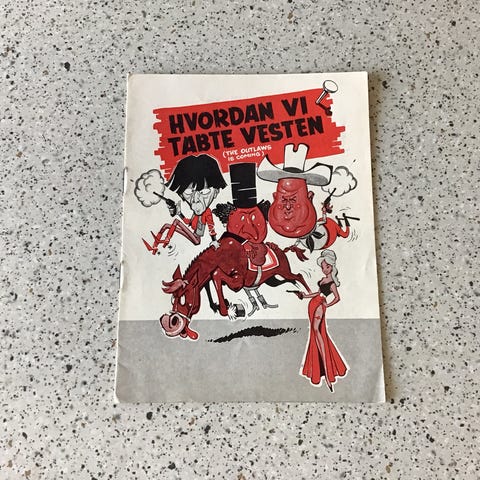 HVORDAN VI
TABTE VESTEN
(THE OUTLAWS
IS COMING)